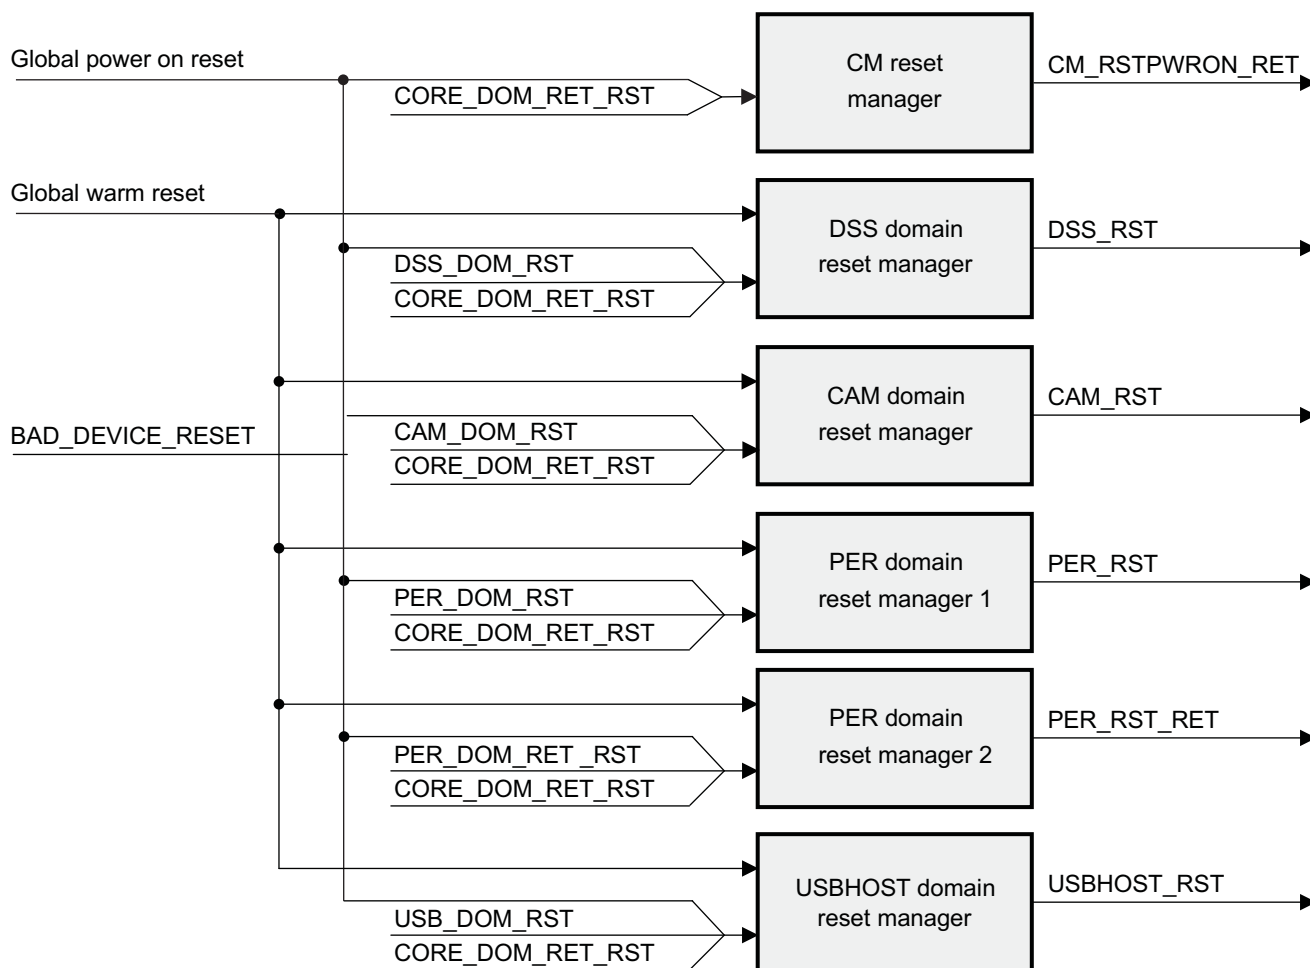 Global power on reset
CORE_DOM_RET_RST
CM reset
manager
CM_RSTPWRON_RET
Global warm reset
DSS_DOM_RST
CORE_DOM_RET_RST
DSS domain
reset manager
DSS_RST
BAD_DEVICE_RESET
CAM_DOM_RST
CORE_DOM_RET_RST
CAM domain
reset manager
CAM_RST
PER_DOM_RST
CORE_DOM_RET_RST
PER domain
reset manager 1
PER_RST
PER_DOM_RET _RST
CORE_DOM_RET_RST
PER domain
reset manager 2
PER_RST_RET
USB_DOM_RST
CORE_DOM_RET_RST
USBHOST domain
reset manager
USBHOST_RST